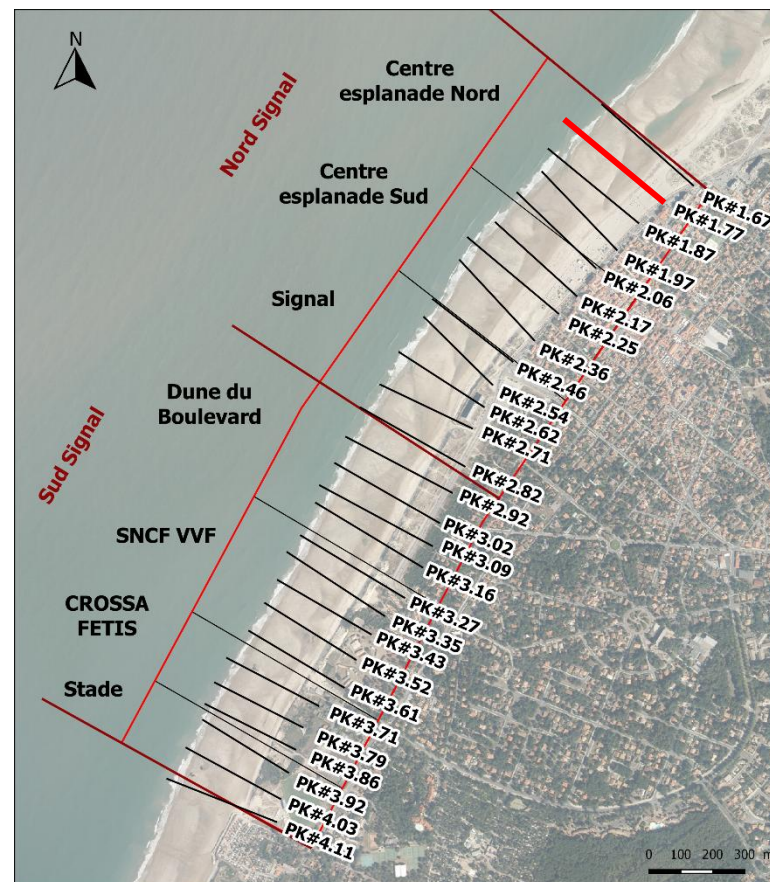 N
Centre
esplanade Nord
Nord Signal
Centre
esplanade Sud
Signal
Dune du
Boulevard
Sud Signal
SNCF VVF
CROSSA
FETIS
Stade
PK#1.67
PK#1.77
PK#1.87
PK#1.97
PK#2.06
PK#2.17
PK#2.25
PK#2.36
PK#2.46
PK#2.54
PK#2.62
PK#2.71
PK#2.82
PK#2.92
PK#3.02
PK#3.09
PK#3.16
PK#3.27
PK#3.35
PK#3.43
PK#3.52
PK#3.61
PK#3.71
PK#3.79
PK#3.86
PK#3.92
PK#4.03
PK#4.11
0 100 200 300 m